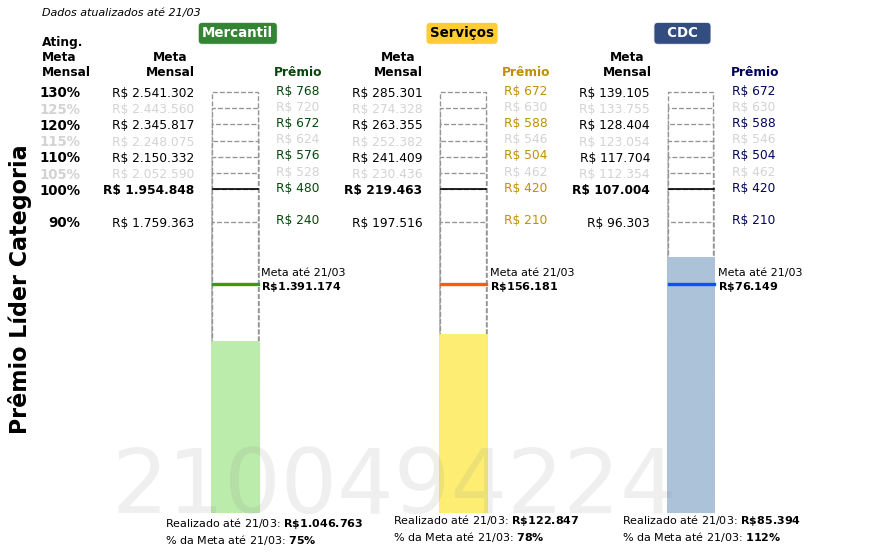 Dados atualizados até 21/03
Mercantil Serviços CDC
Ating.
Meta Meta Meta Meta
Mensal Mensal Prêmio Mensal Prêmio Mensal Prêmio
130% R$ 2.541.302 R$ 768 R$ 285.301 R$ 672 R$ 139.105 R$ 672
125% R$ 2.443.560 R$ 720 R$ 274.328 R$ 630 R$ 133.755 R$ 630
120% R$ 2.345.817 R$ 672 R$ 263.355 R$ 588 R$ 128.404 R$ 588
115% R$ 2.248.075 R$ 624 R$ 252.382 R$ 546 R$ 123.054 R$ 546
110% R$ 2.150.332 R$ 576 R$ 241.409 R$ 504 R$ 117.704 R$ 504
105% R$ 2.052.590 R$ 528 R$ 230.436 R$ 462 R$ 112.354 R$ 462
100% R$ 1.954.848 R$ 480 R$ 219.463 R$ 420 R$ 107.004 R$ 420
90% R$ 1.759.363 R$ 240 R$ 197.516 R$ 210 R$ 96.303 R$ 210
Meta até 21/03 Meta até 21/03 Meta até 21/03
R$1.391.174 R$156.181 R$76.149
Prêmio Líder Categoria
2100494224
Realizado até 21/03: R$1.046.763 Realizado até 21/03: R$122.847 Realizado até 21/03: R$85.394
% da Meta até 21/03: 75% % da Meta até 21/03: 78% % da Meta até 21/03: 112%